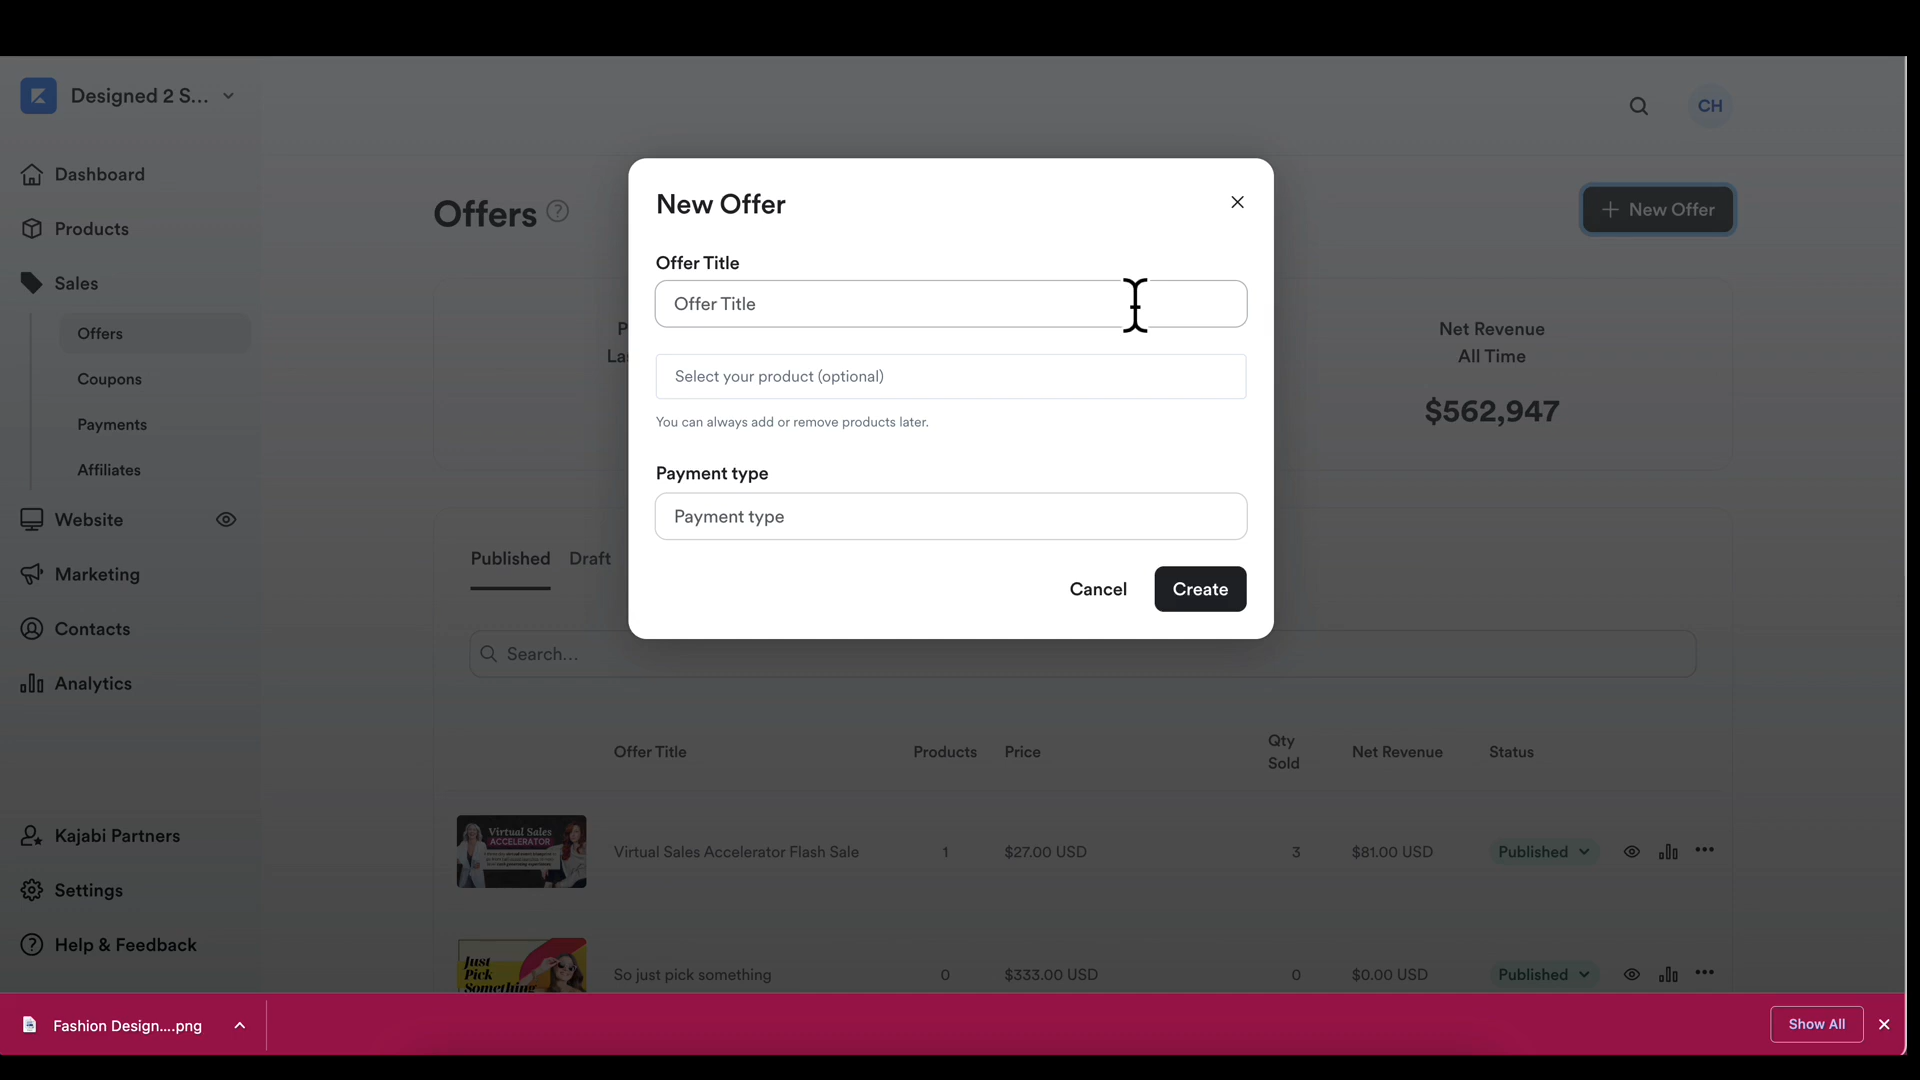 Designed 2 S...
CH
Dashboard
Products
Sales
Offers
Coupons
Payments
Affiliates
Website
Marketing
Contacts
Analytics
Kajabi Partners
Settings
Help & Feedback
Offers ?
+ New Offer
New Offer
Offer Title
Offer Title
Select your product (optional)
You can always add or remove products later.
Payment type
Payment type
Cancel
Create
Net Revenue
All Time
$562,947
Published Draft
Search...
Offer Title Products Price Qty Sold Net Revenue Status
Virtual Sales
ACCELERATOR
Virtual Sales Accelerator Flash Sale 1 $27.00 USD 3 $81.00 USD Published
Just
Pick
Something
So just pick something 0 $333.00 USD 0 $0.00 USD Published
Fashion Design....png
Show All